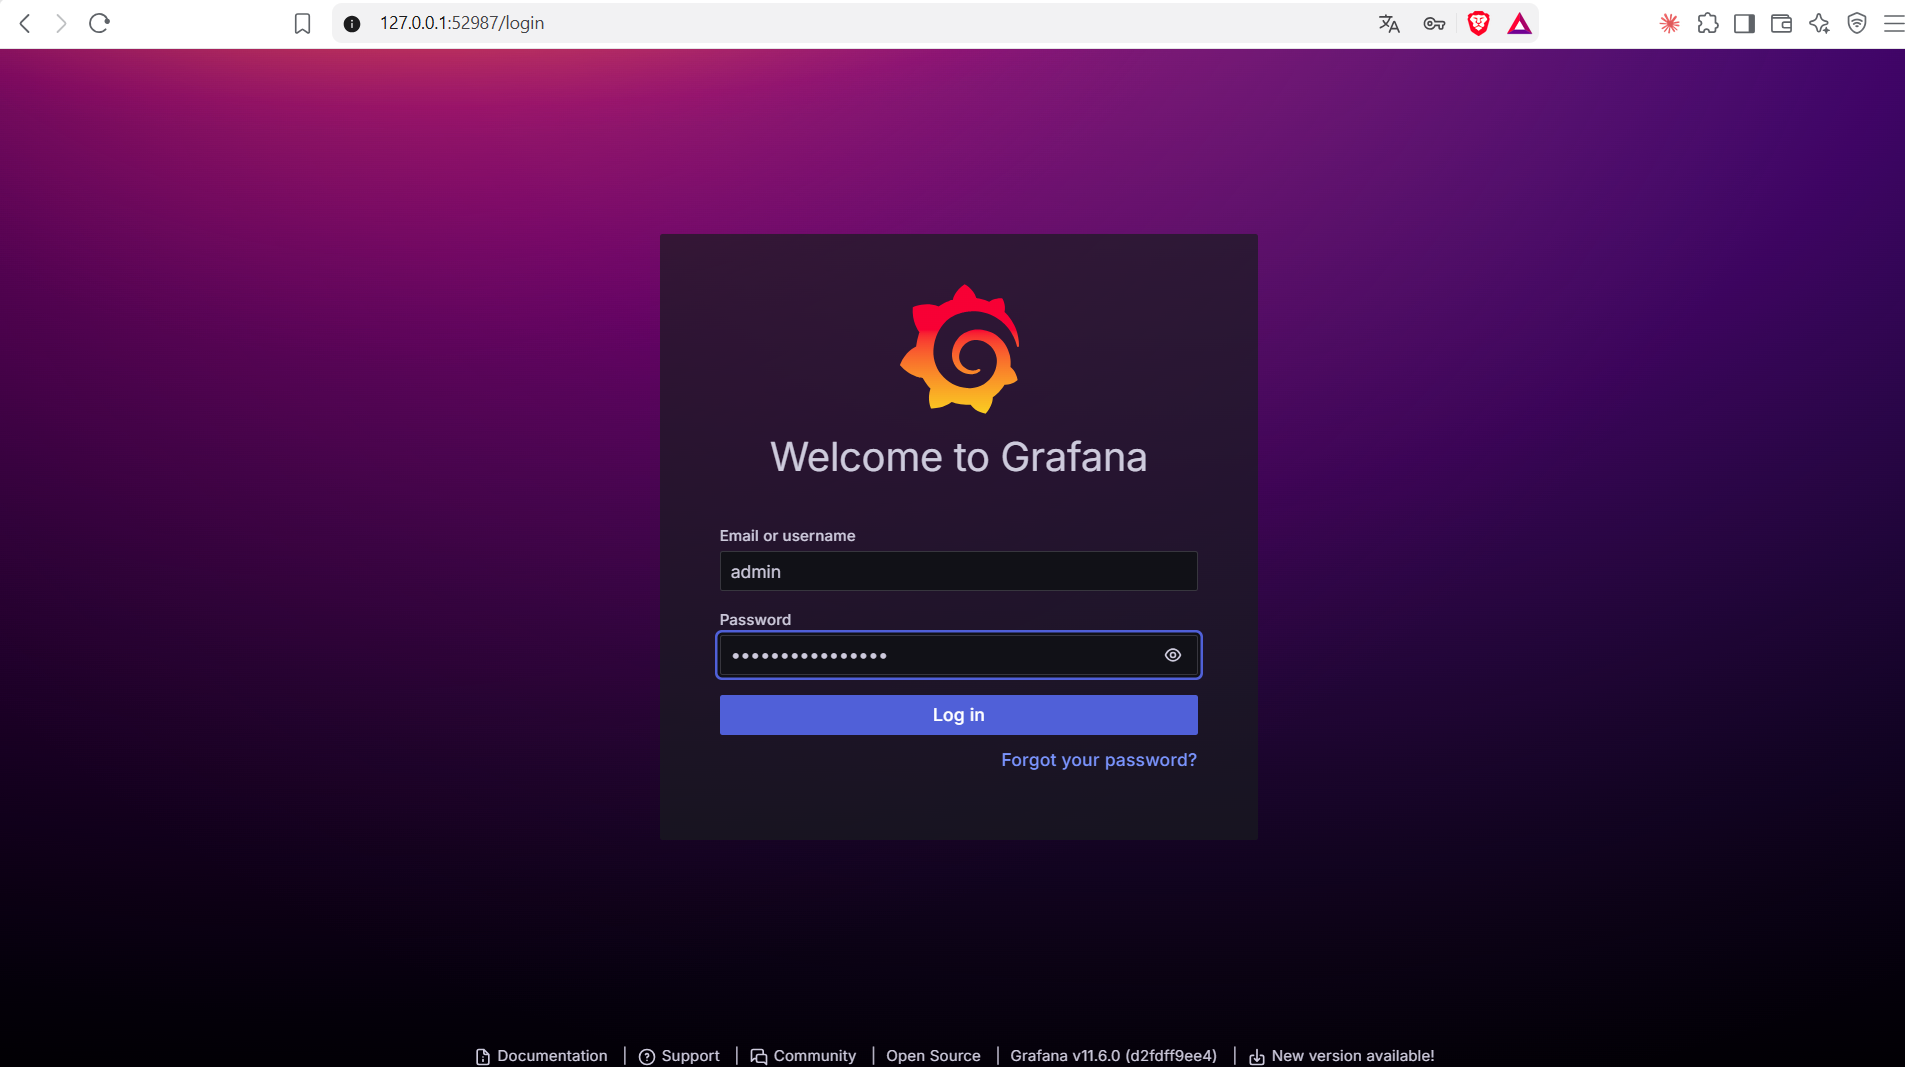 127.0.0.1:52987/login
Welcome to Grafana
Email or username
admin
Password
••••••••••••••••
Log in
Forgot your password?
Documentation | Support | Community | Open Source | Grafana v11.6.0 (d2fdff9ee4) | New version available!